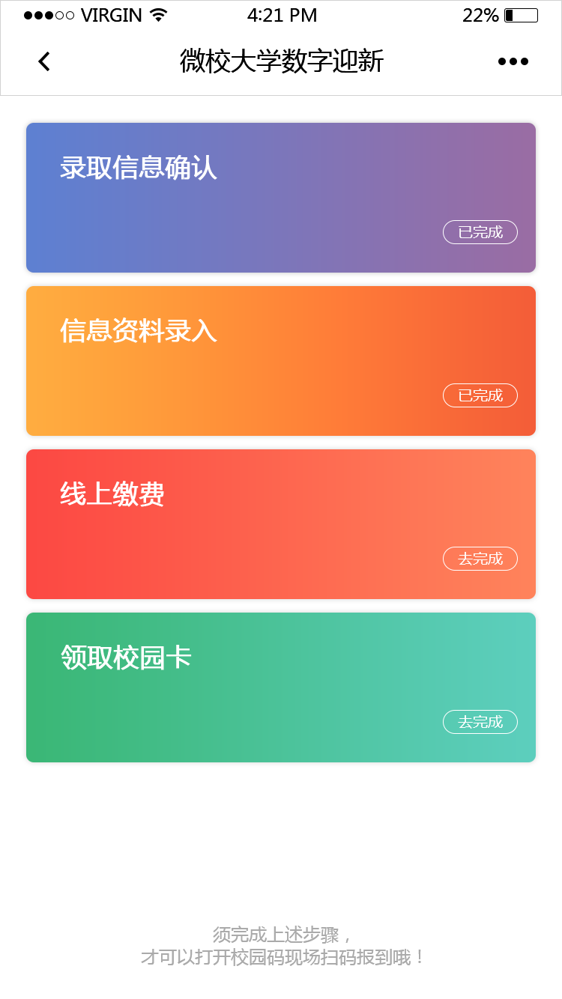 VIRGIN 4:21 PM 22%
微校大学数字迎新
录取信息确认
已完成
信息资料录入
已完成
线上缴费
去完成
领取校园卡
去完成
须完成上述步骤，
才可以打开校园码现场扫码报到哦！